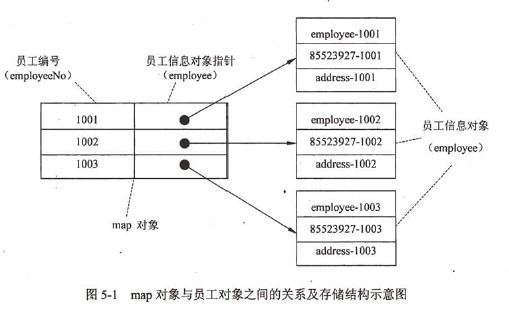 员工编号
(employeeNo)
员工信息对象指针
(employee)
1001
1002
1003
map 对象
employee-1001
85523927-1001
address-1001
employee-1002
85523927-1002
address-1002
employee-1003
85523927-1003
address-1003
员工信息对象
(employee)
图 5-1 map 对象与员工对象之间的关系及存储结构示意图